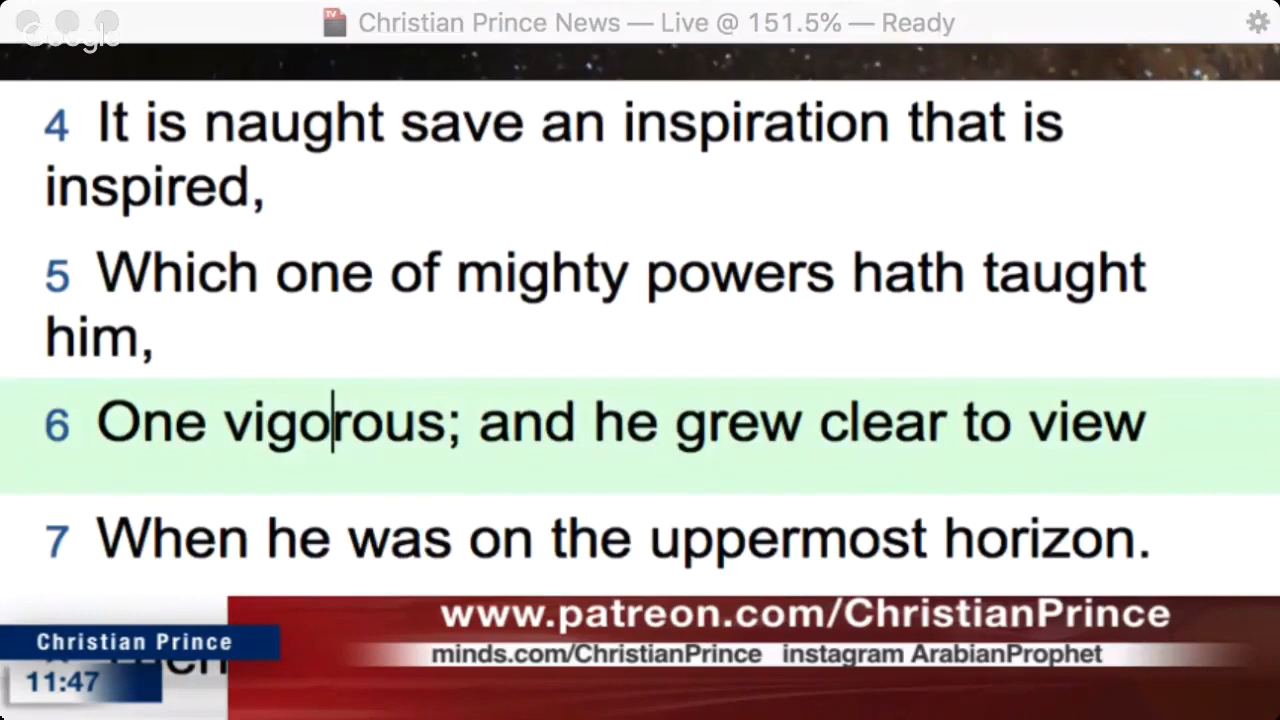 Christian Prince News — Live @ 151.5% — Ready
Google
4 It is naught save an inspiration that is
inspired,
5 Which one of mighty powers hath taught
him,
6 One vigorous; and he grew clear to view
7 When he was on the uppermost horizon.
www.patreon.com/ChristianPrince
Christian Prince
minds.com/ChristianPrince instagram ArabianProphet
11:47